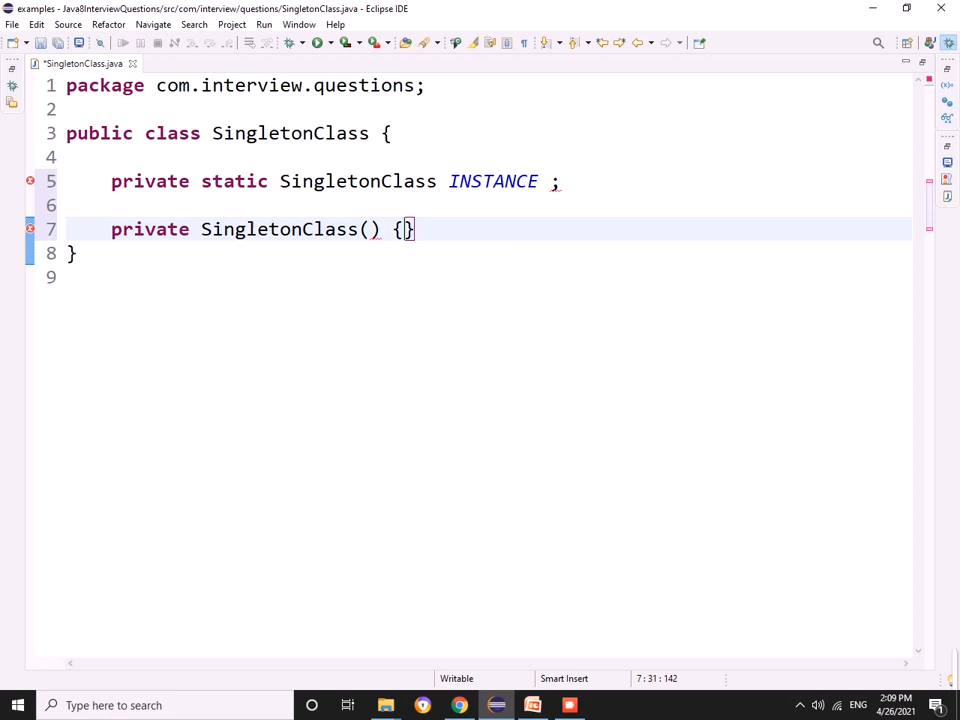 examples - Java8InterviewQuestions/src/com/interview/questions/SingletonClass.java - Eclipse IDE
File Edit Source Refactor Navigate Search Project Run Window Help
*SingletonClass.java
1 package com.interview.questions;
2
3 public class SingletonClass {
4
5 private static SingletonClass INSTANCE ;
6
7 private SingletonClass() {}
8 }
9
Writable Smart Insert 7 : 31 : 142
Type here to search
ENG
2:09 PM
4/26/2021
1